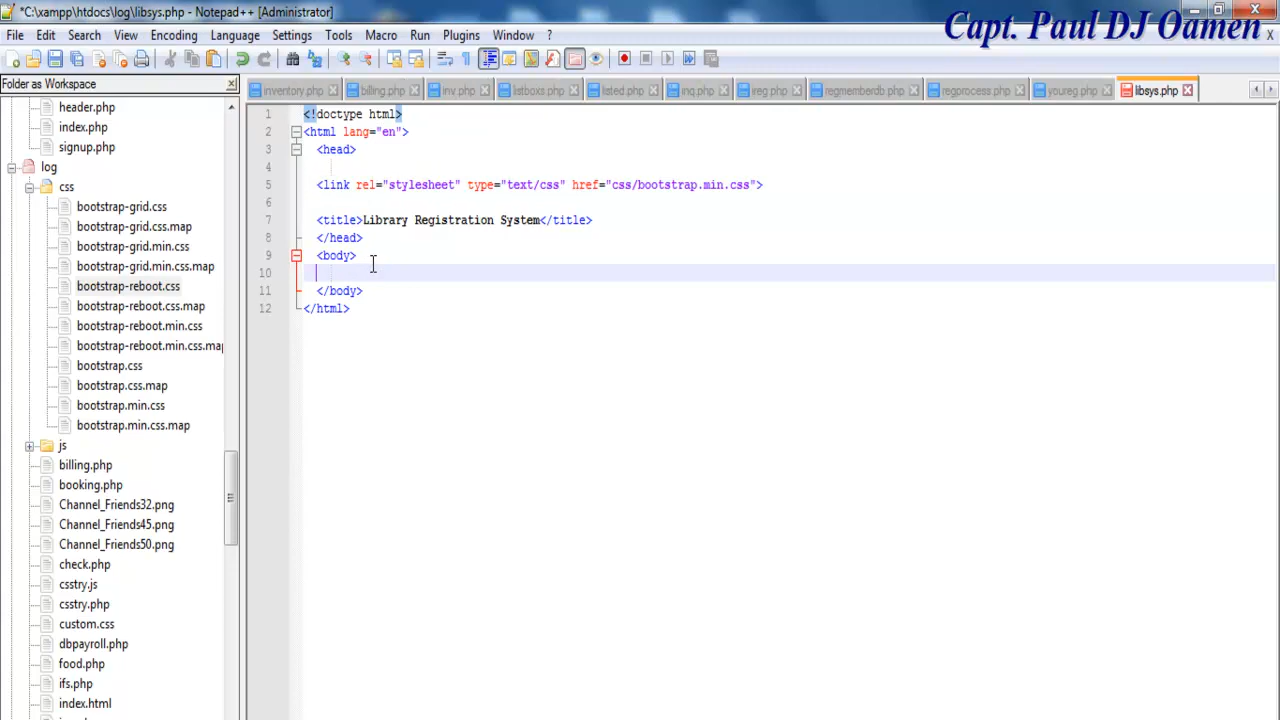 *C:\xampp\htdocs\log\libsys.php - Notepad++ [Administrator]
Capt. Paul DJ Oamen
File Edit Search View Encoding Language Settings Tools Macro Run Plugins Window ? X
Folder as Workspace
inventory.php billing.php inv.php listboxs.php listed.php inq.php reg.php regmemberdb.php regprocess.php youreg.php libsys.php
header.php
index.php
signup.php
log
css
bootstrap-grid.css
bootstrap-grid.css.map
bootstrap-grid.min.css
bootstrap-grid.min.css.map
bootstrap-reboot.css
bootstrap-reboot.css.map
bootstrap-reboot.min.css
bootstrap-reboot.min.css.ma
bootstrap.css
bootstrap.css.map
bootstrap.min.css
bootstrap.min.css.map
js
billing.php
booking.php
Channel_Friends32.png
Channel_Friends45.png
Channel_Friends50.png
check.php
csstry.js
csstry.php
custom.css
dbpayroll.php
food.php
ifs.php
index.html
1 <!doctype html>
2 <html lang="en">
3 <head>
4
5 <link rel="stylesheet" type="text/css" href="css/bootstrap.min.css">
6
7 <title>Library Registration System</title>
8 </head>
9 <body>
10
11 </body>
12 </html>